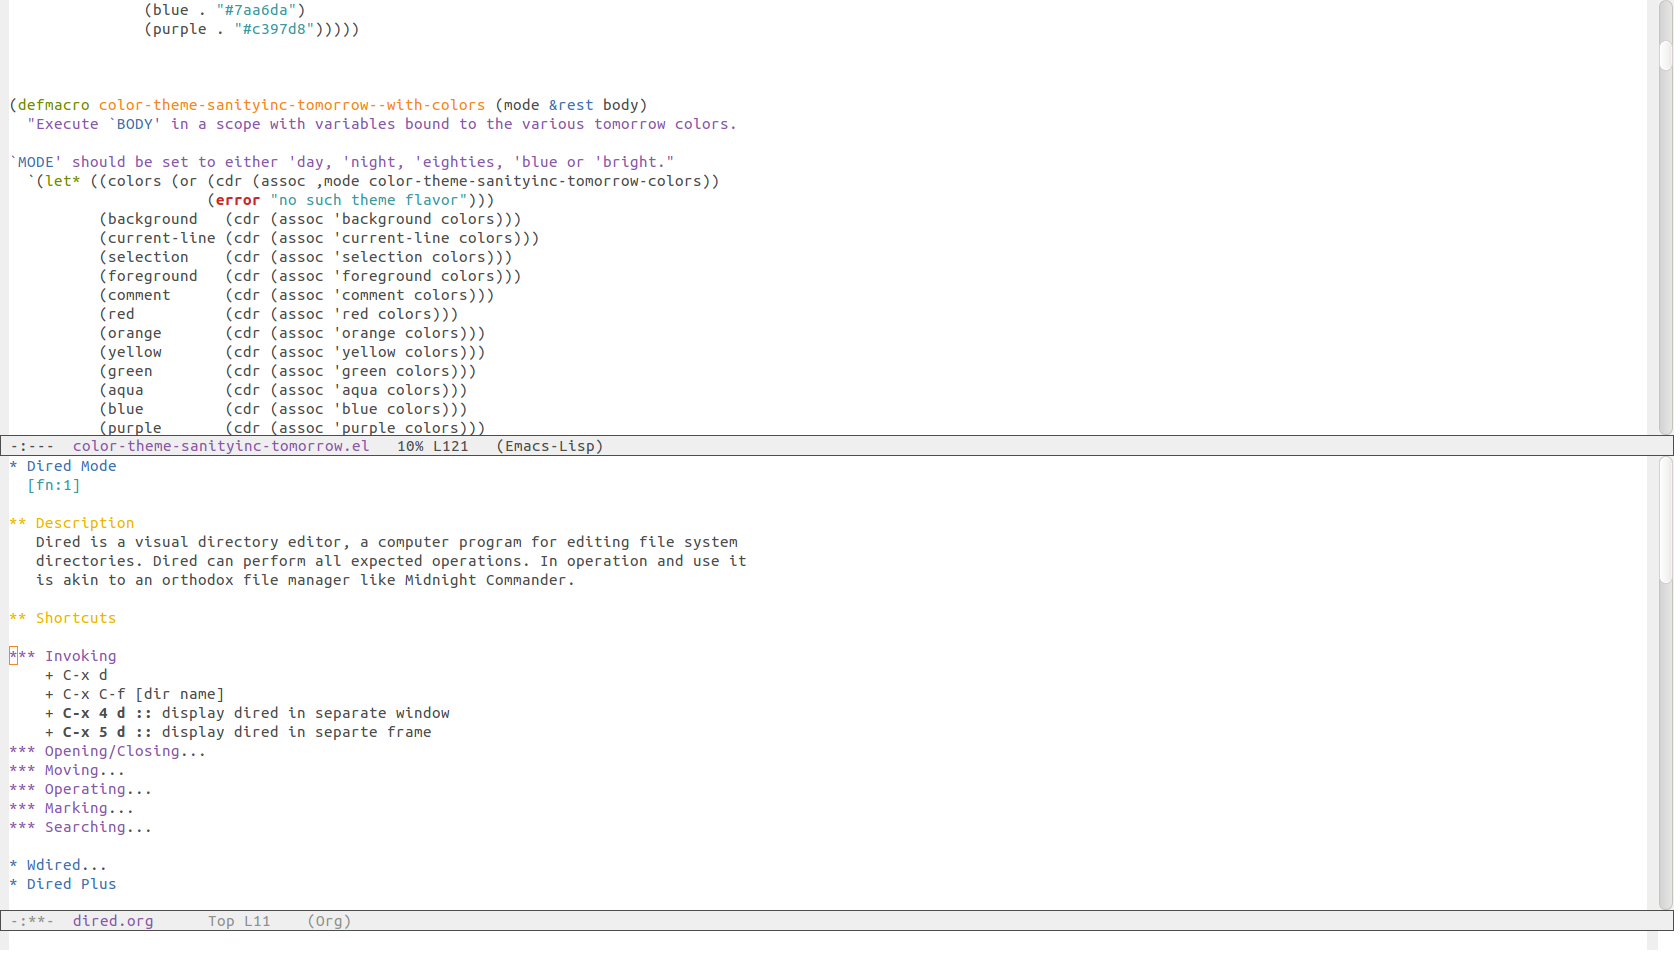 (blue . "#7aa6da")
               (purple . "#c397d8")))))
(defmacro color-theme-sanityinc-tomorrow--with-colors (mode &rest body)
  "Execute `BODY' in a scope with variables bound to the various tomorrow colors.
`MODE' should be set to either 'day, 'night, 'eighties, 'blue or 'bright."
  `(let* ((colors (or (cdr (assoc ,mode color-theme-sanityinc-tomorrow-colors))
                      (error "no such theme flavor")))
          (background   (cdr (assoc 'background colors)))
          (current-line (cdr (assoc 'current-line colors)))
          (selection    (cdr (assoc 'selection colors)))
          (foreground   (cdr (assoc 'foreground colors)))
          (comment      (cdr (assoc 'comment colors)))
          (red          (cdr (assoc 'red colors)))
          (orange       (cdr (assoc 'orange colors)))
          (yellow       (cdr (assoc 'yellow colors)))
          (green        (cdr (assoc 'green colors)))
          (aqua         (cdr (assoc 'aqua colors)))
          (blue         (cdr (assoc 'blue colors)))
          (purple       (cdr (assoc 'purple colors)))
-:---  color-theme-sanityinc-tomorrow.el   10% L121   (Emacs-Lisp)
* Dired Mode
  [fn:1]
** Description
   Dired is a visual directory editor, a computer program for editing file system
   directories. Dired can perform all expected operations. In operation and use it
   is akin to an orthodox file manager like Midnight Commander.
** Shortcuts
*** Invoking
    + C-x d
    + C-x C-f [dir name]
    + C-x 4 d :: display dired in separate window
    + C-x 5 d :: display dired in separte frame
*** Opening/Closing...
*** Moving...
*** Operating...
*** Marking...
*** Searching...
* Wdired...
* Dired Plus
-:**-  dired.org      Top L11    (Org)